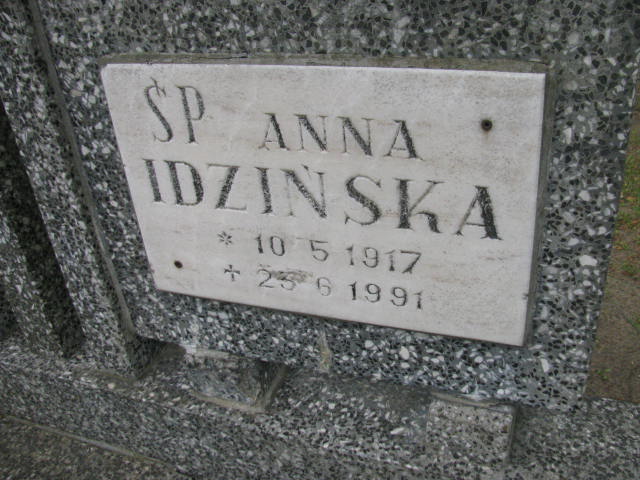 ŚP ANNA
IDZIŃSKA
* 10 5 1917
+ 25 6 1991